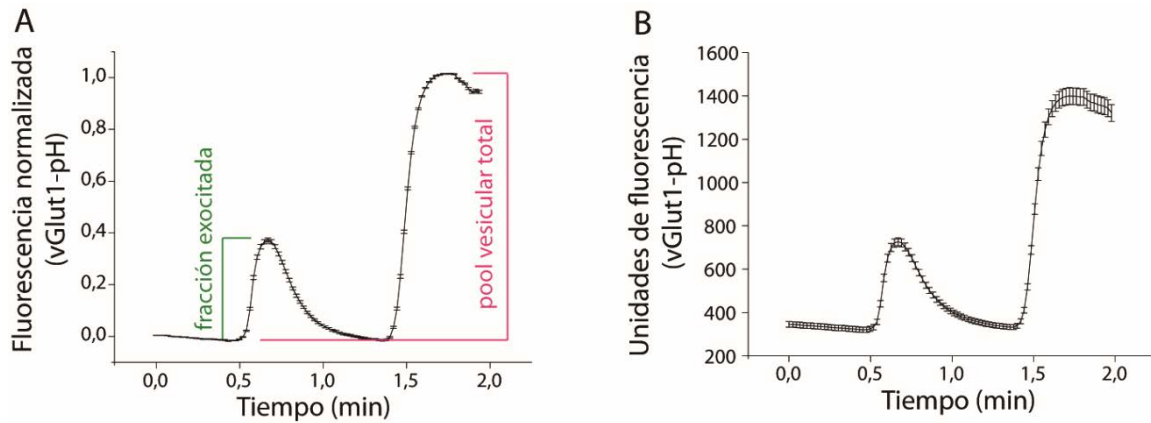 A
Fluorescencia normalizada
(vGlut1-pH)
1,0
0,8
0,6
0,4
0,2
0,0
fracción exocitada
pool vesicular total
0,0
0,5
1,0
1,5
2,0
Tiempo (min)
B
Unidades de fluorescencia
(vGlut1-pH)
1600
1400
1200
1000
800
600
400
200
0,0
0,5
1,0
1,5
2,0
Tiempo (min)